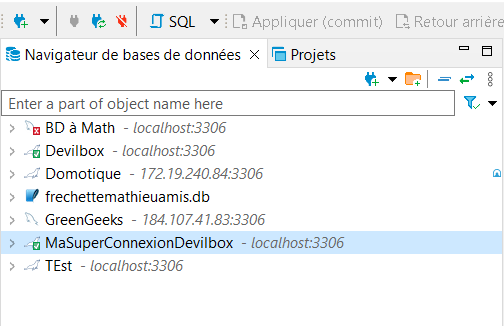 SQL Appliquer (commit) Retour arrière
Navigateur de bases de données Projets
Enter a part of object name here
BD à Math - localhost:3306
Devilbox - localhost:3306
Domotique - 172.19.240.84:3306
frechettemathieuamis.db
GreenGeeks - 184.107.41.83:3306
MaSuperConnexionDevilbox - localhost:3306
TEst - localhost:3306